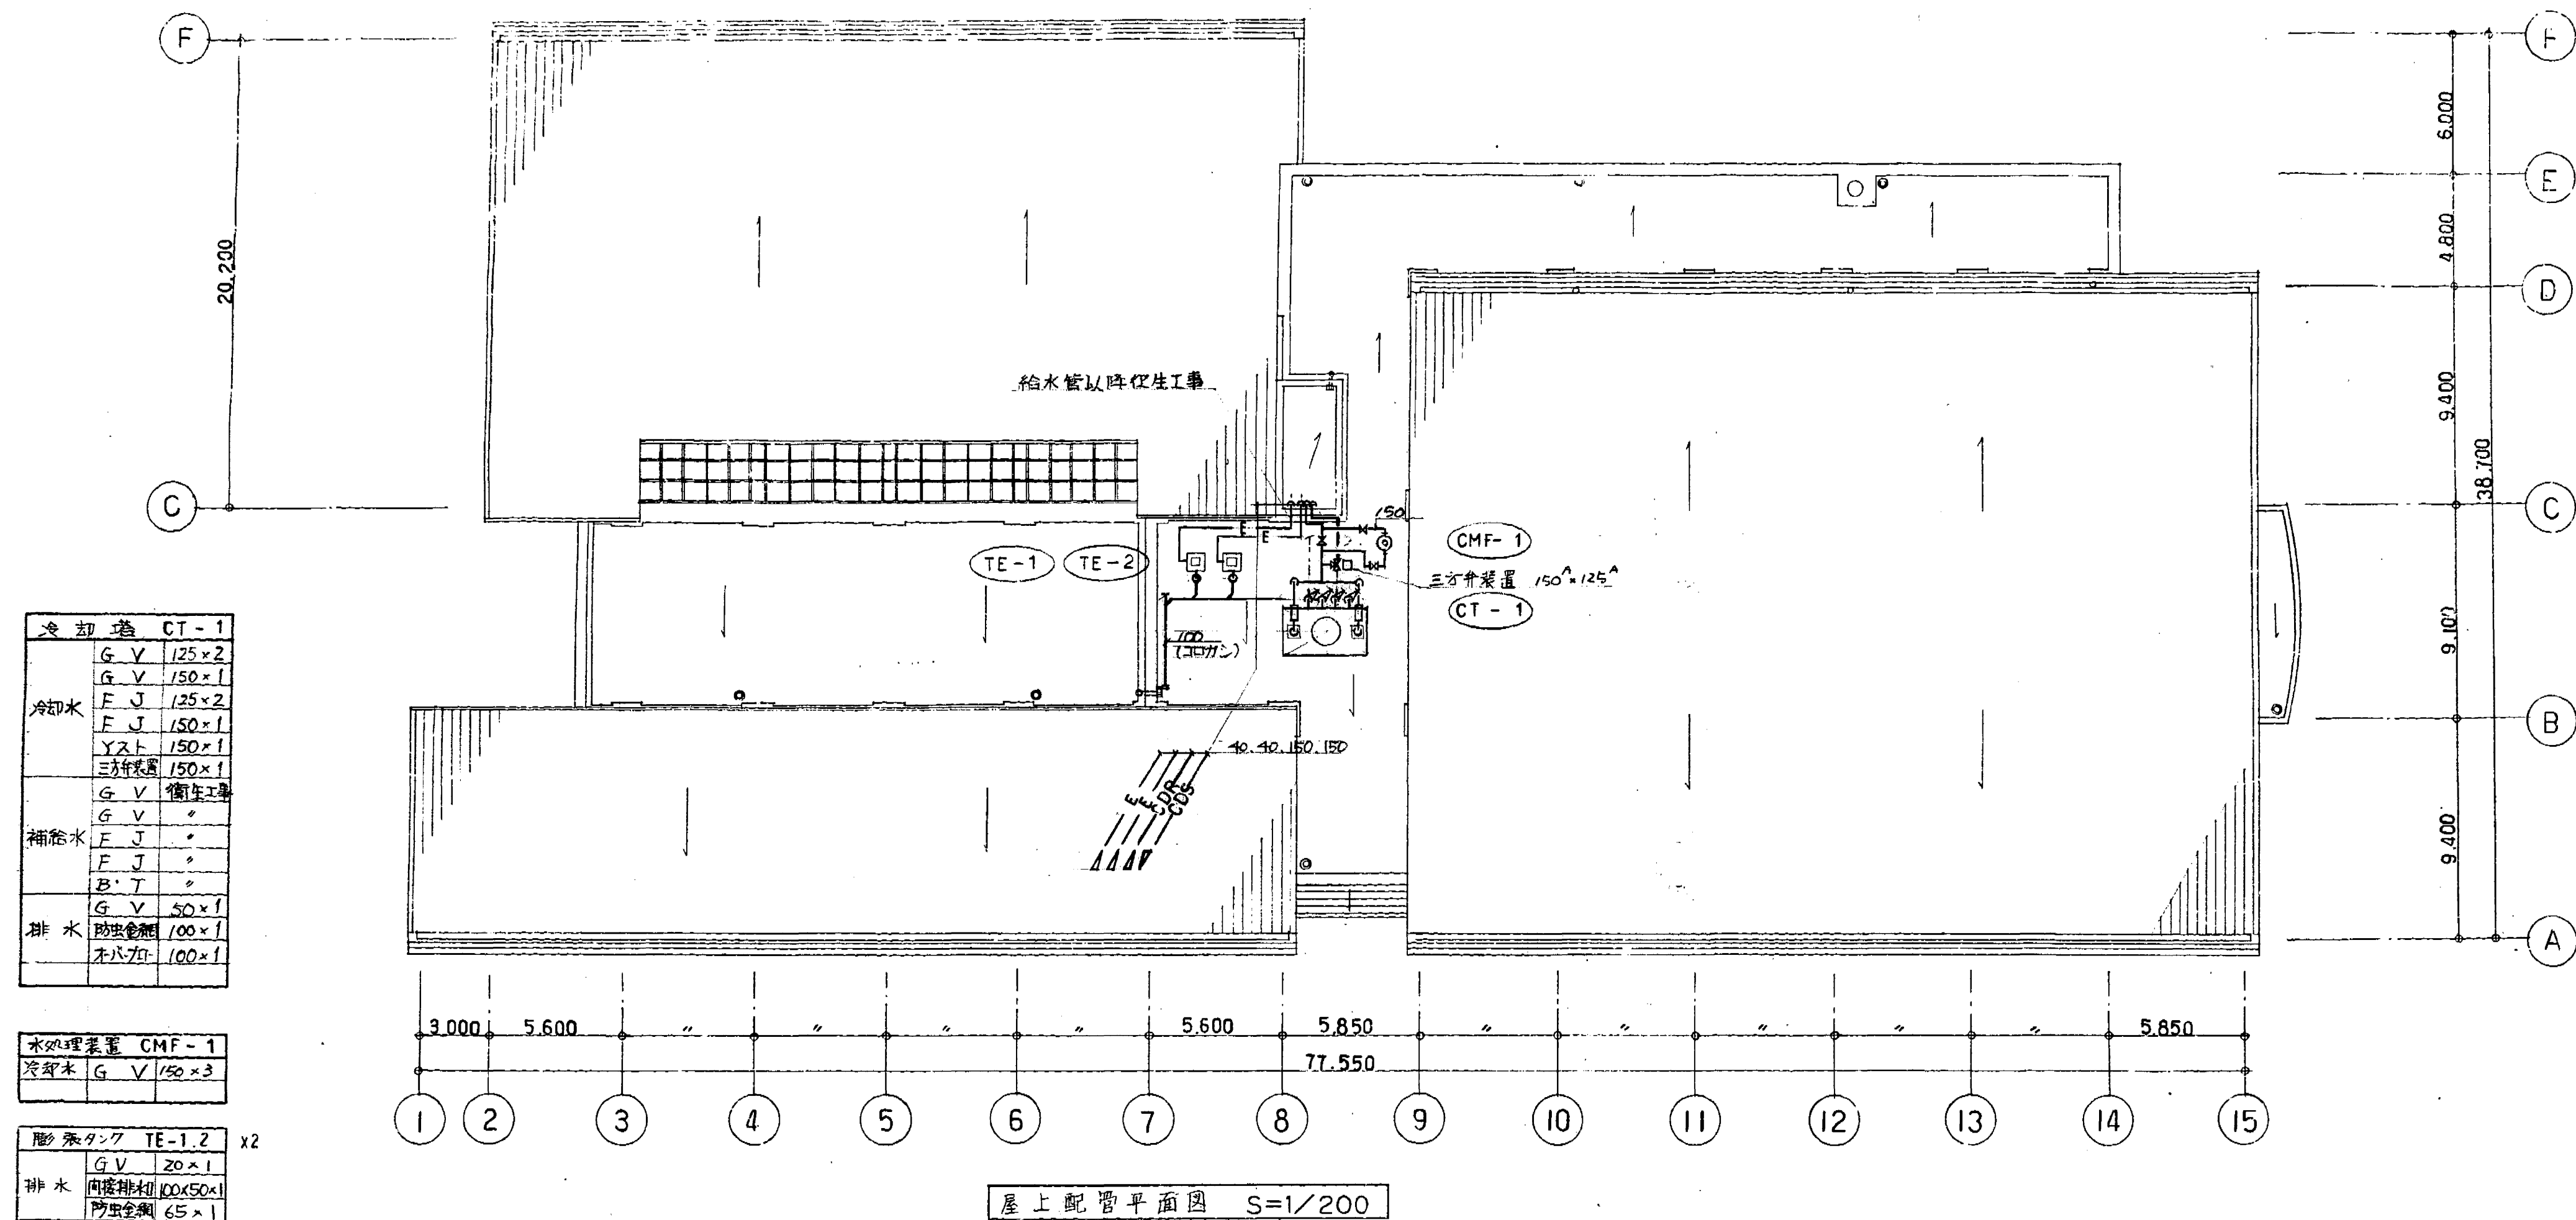 F
F
6.000
E
4.800
20.200
D
給水管以降衛生工事
9.400
38.700
C
150
C
CMF-1
E
E
TE-1
TE-2
三方弁装置 150A×125A
CT-1
100
(コロガシ)
9.100
B
40.40.150.150
E
E
CDR
CDS
9.400
A
冷却塔 CT-1
冷却水
G V 125×2
G V 150×1
F J 125×2
F J 150×1
Yスト 150×1
三方弁装置 150×1
補給水
G V 衛生工事
G V 〃
F J 〃
F J 〃
B・T 〃
排水
G V 50×1
防虫金網 100×1
オーバーフロー 100×1
水処理装置 CMF-1
冷却水 G V 150×3
膨張タンク TE-1.2 x2
排水
G V 20×1
間接排水口 100×50×1
防虫金網 65×1
3.000 5.600 〃 〃 〃 〃 5.600 5.850 〃 〃 〃 〃 〃 5.850
77.550
1 2 3 4 5 6 7 8 9 10 11 12 13 14 15
屋上配管平面図 S=1/200